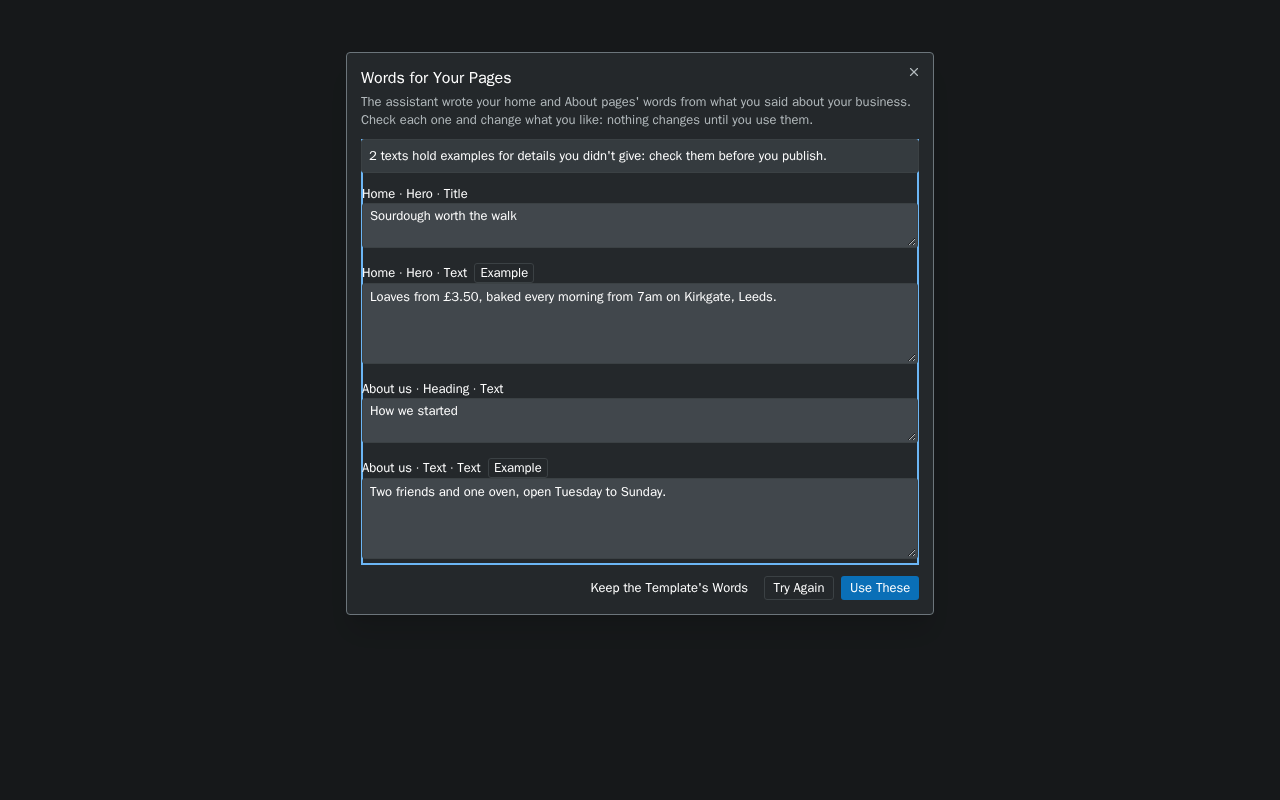 Words for Your Pages
The assistant wrote your home and About pages' words from what you said about your business.
Check each one and change what you like: nothing changes until you use them.
2 texts hold examples for details you didn't give: check them before you publish.
Home · Hero · Title
Sourdough worth the walk
Home · Hero · Text Example
Loaves from £3.50, baked every morning from 7am on Kirkgate, Leeds.
About us · Heading · Text
How we started
About us · Text · Text Example
Two friends and one oven, open Tuesday to Sunday.
Keep the Template's Words Try Again Use These